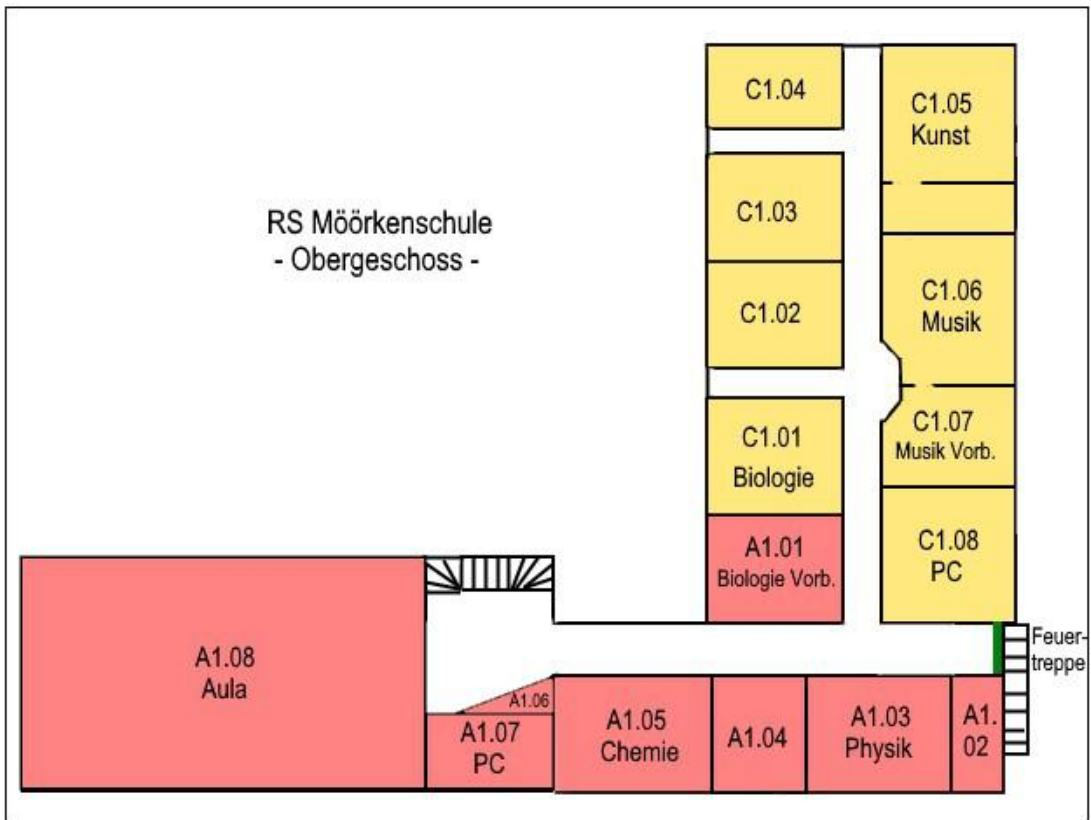 RS Möörkenschule
- Obergeschoss -
C1.04
C1.05
Kunst
C1.03
C1.02
C1.06
Musik
C1.01
Biologie
C1.07
Musik Vorb.
A1.01
Biologie Vorb.
C1.08
PC
A1.08
Aula
Feuer-
treppe
A1.06
A1.07
PC
A1.05
Chemie
A1.04
A1.03
Physik
A1.
02